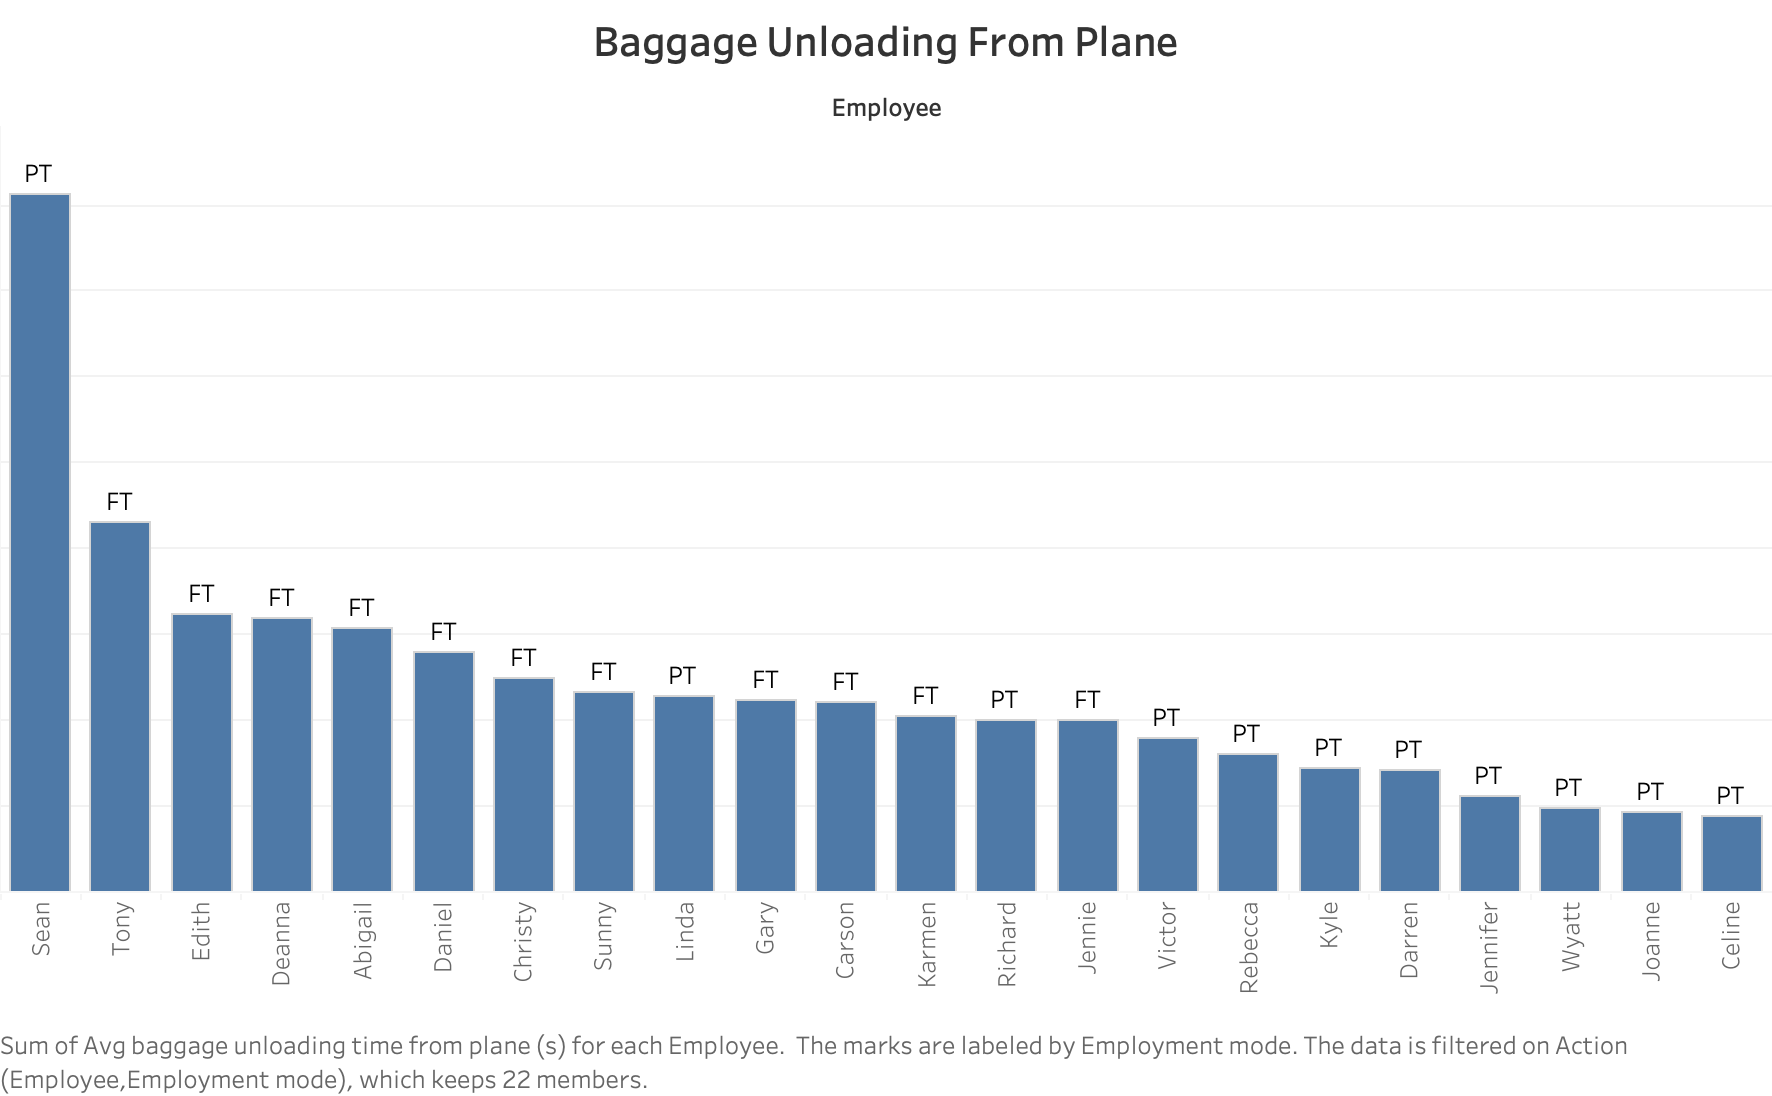 Baggage Unloading From Plane
Employee
PT
FT
FT
FT
FT
FT
FT
FT
PT
FT
FT
FT
PT
FT
PT
PT
PT
PT
PT
PT
PT
PT
Sean
Tony
Edith
Deanna
Abigail
Daniel
Christy
Sunny
Linda
Gary
Carson
Karmen
Richard
Jennie
Victor
Rebecca
Kyle
Darren
Jennifer
Wyatt
Joanne
Celine
Sum of Avg baggage unloading time from plane (s) for each Employee.  The marks are labeled by Employment mode. The data is filtered on Action
(Employee,Employment mode), which keeps 22 members.